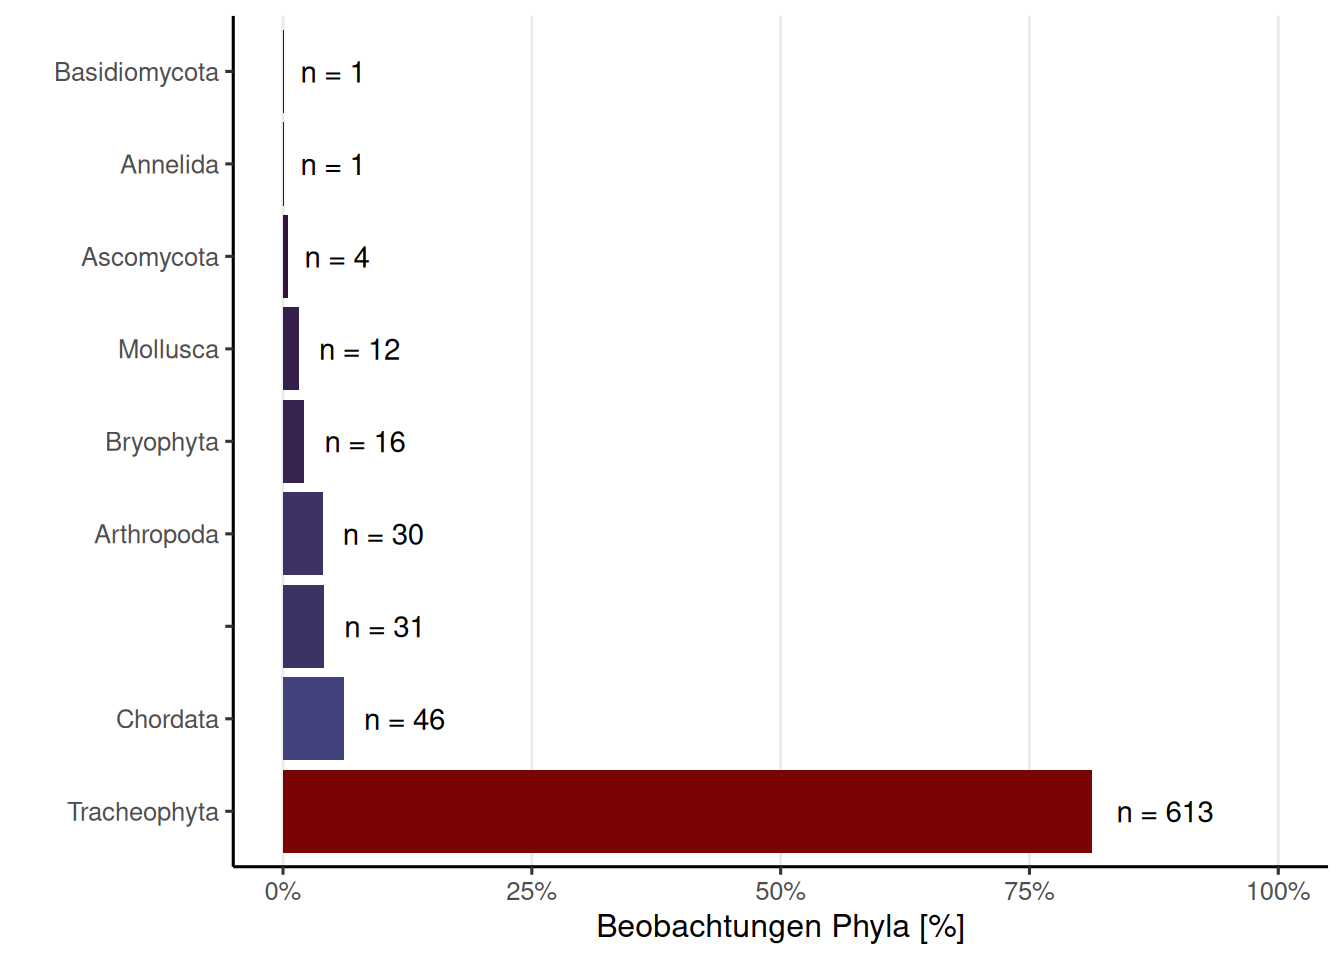 Basidiomycota n = 1
Annelida n = 1
Ascomycota n = 4
Mollusca n = 12
Bryophyta n = 16
Arthropoda n = 30
n = 31
Chordata n = 46
Tracheophyta n = 613
0% 25% 50% 75% 100%
Beobachtungen Phyla [%]